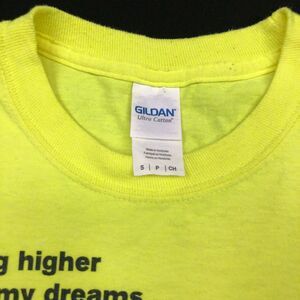 GILDAN
Ultra Cotton
S | P | CH
g higher
my dreams